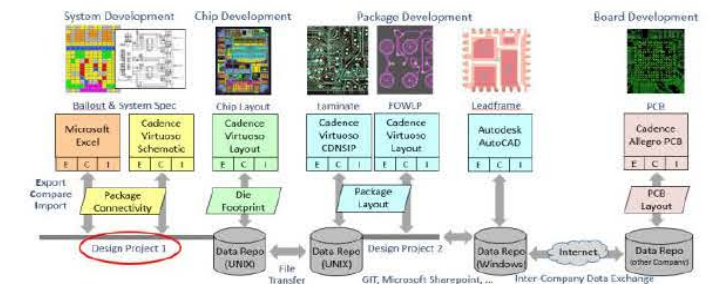 System Development
Chip Development
Package Development
Board Development
Ballout & System Spec
Chip Layout
Laminate
FOWLP
Leadframe
PCB
Microsoft
Excel
E C I
Cadence
Virtuoso
Schematic
E C I
Cadence
Virtuoso
Layout
E C I
Cadence
Virtuoso
CDNSIP
E C I
Cadence
Virtuoso
Layout
E C I
Autodesk
AutoCAD
E C I
Cadence
Allegro PCB
E C I
Export
Compare
Import
Package
Connectivity
Die
Footprint
Package
Layout
PCB
Layout
Design Project 1
Data Repo
(UNIX)
File
Transfer
Data Repo
(UNIX)
Design Project 2
Data Repo
(Windows)
Internet
Data Repo
(other Company)
GIT, Microsoft Sharepoint, ...
Inter-Company Data Exchange